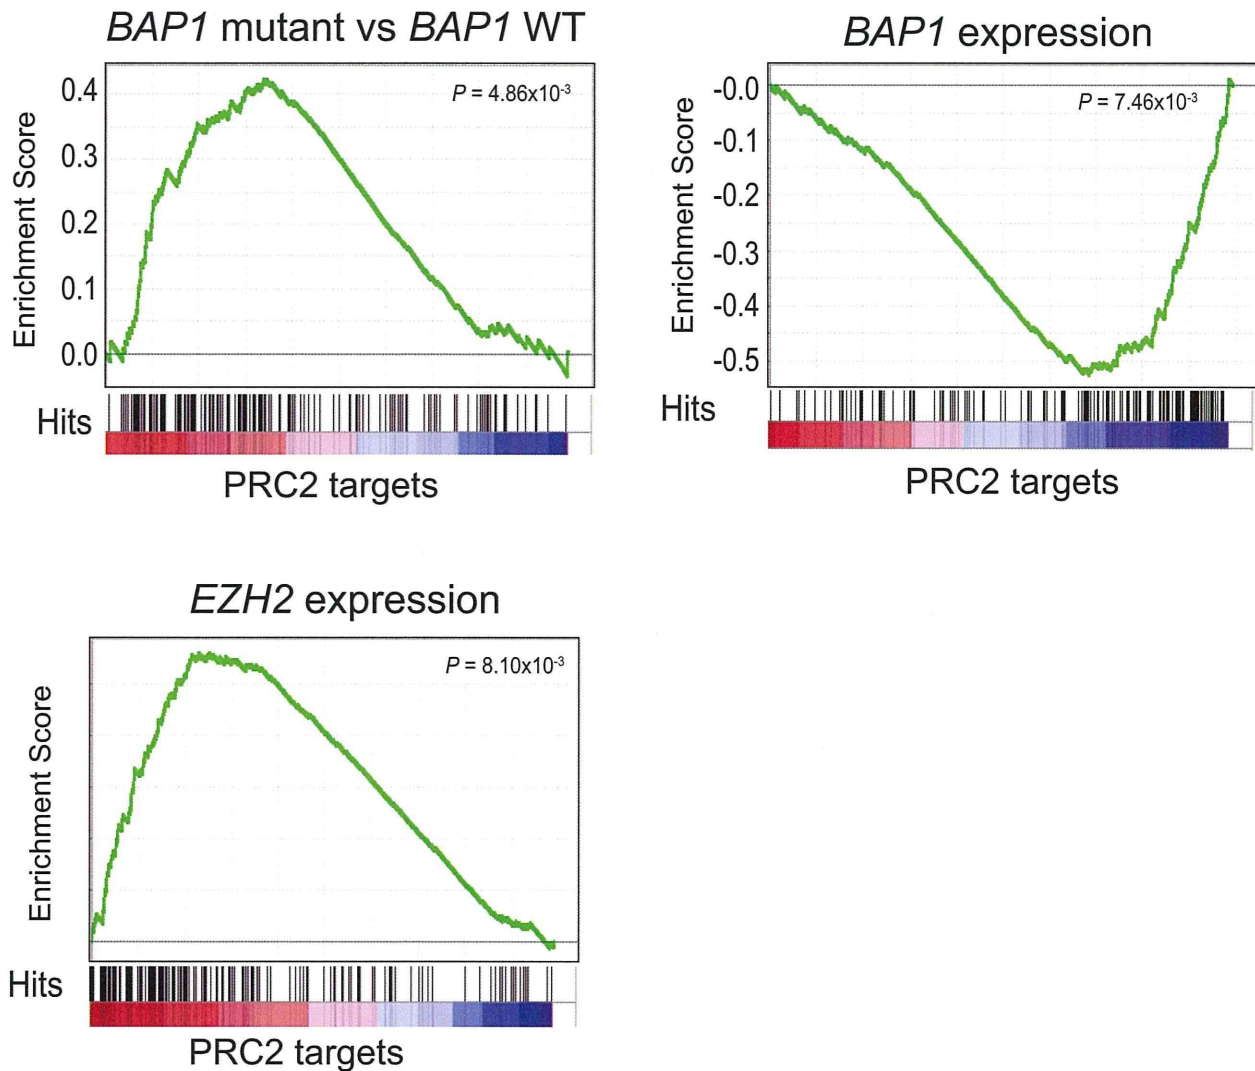 BAP1 mutant vs BAP1 WT
P = 4.86x10-3
Enrichment Score
0.4
0.3
0.2
0.1
0.0
Hits
PRC2 targets
BAP1 expression
P = 7.46x10-3
Enrichment Score
-0.0
-0.1
-0.2
-0.3
-0.4
-0.5
Hits
PRC2 targets
EZH2 expression
P = 8.10x10-3
Enrichment Score
Hits
PRC2 targets